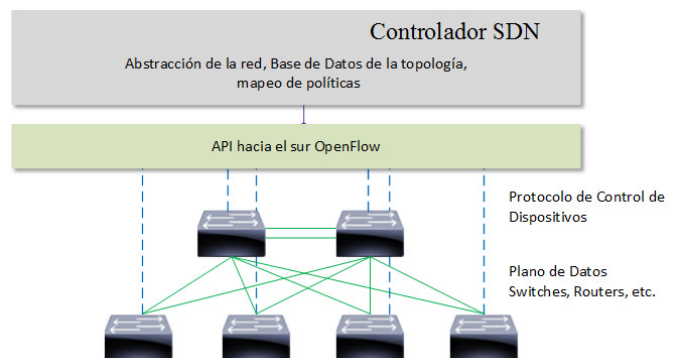 Controlador SDN
Abstracción de la red, Base de Datos de la topología,
mapeo de políticas
API hacia el sur OpenFlow
Protocolo de Control de
Dispositivos
Plano de Datos
Switches, Routers, etc.